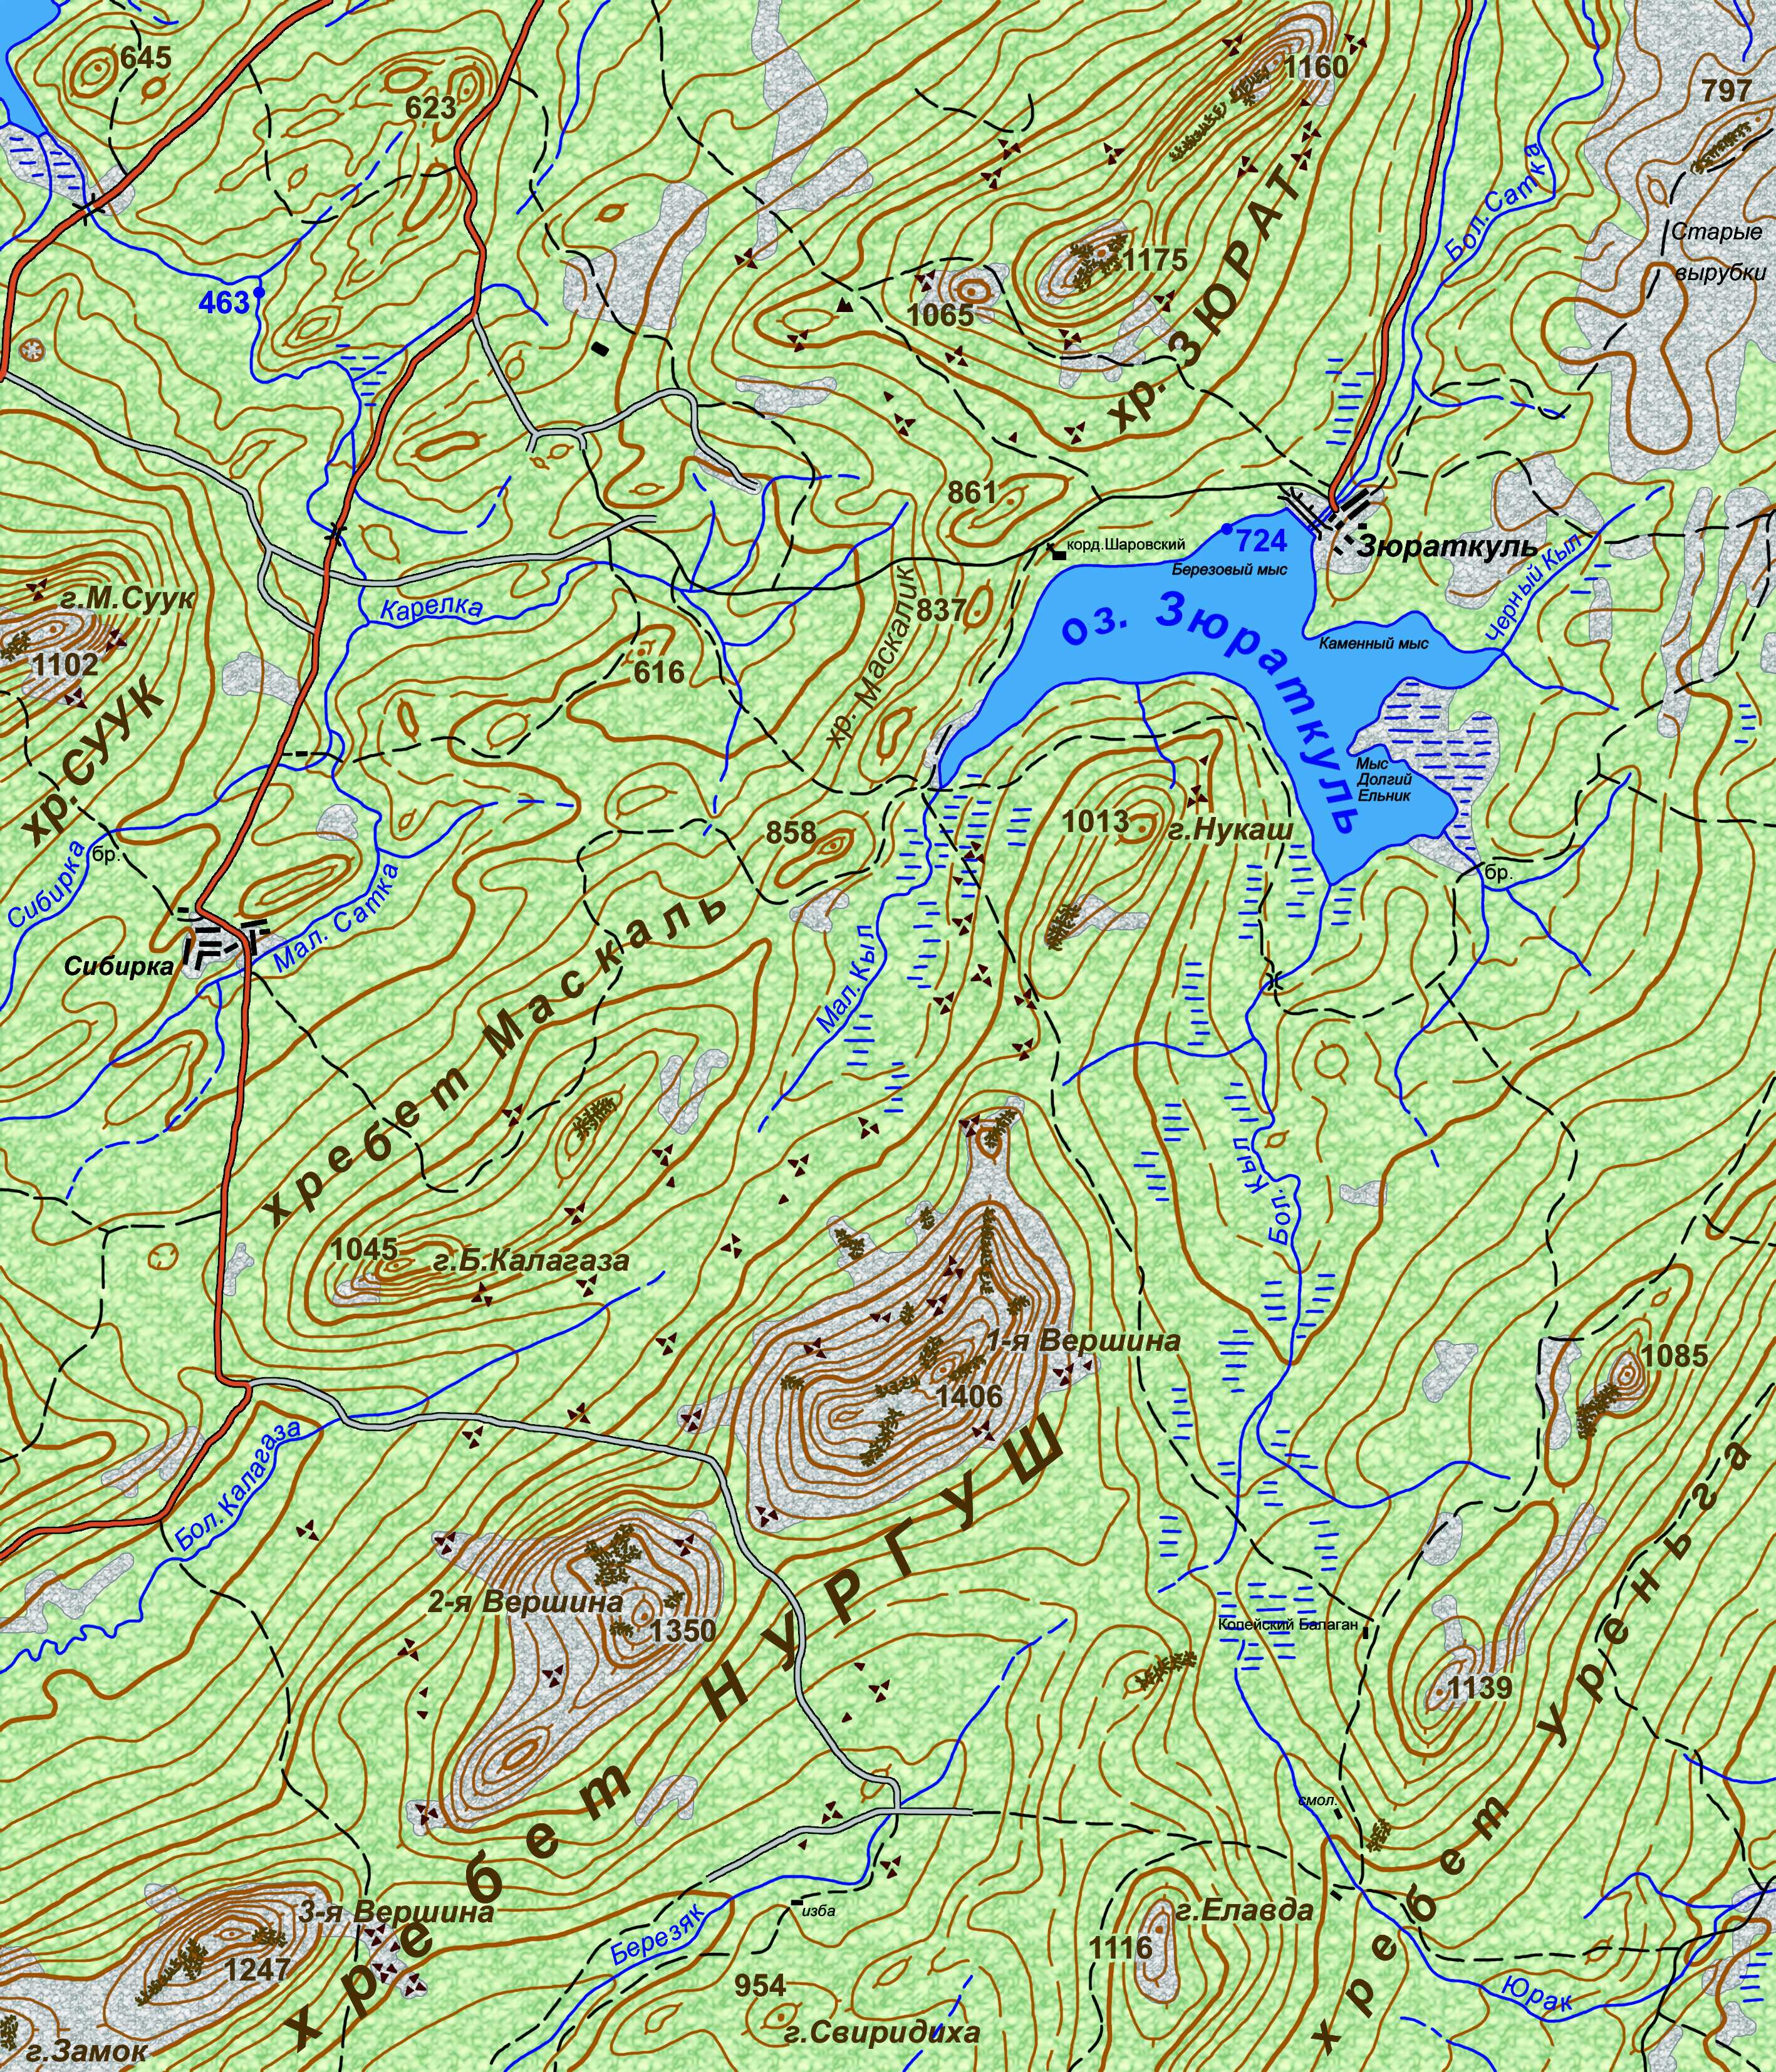 645
1160
797
623
хр. ЗЮРАТ
Бол.Сатка
Старые
вырубки
1175
463
1065
861
724
корд.Шаровский
Зюраткуль
Березовый мыс
г.М.Суук
Карелка
837
оз. Зюраткуль
Черный Кыл
Каменный мыс
1102
616
хр. Маскалик
хр.СУУК
Мыс
Долгий
Ельник
858
1013
г.Нукаш
бр.
бр.
Сибирка
Мал. Сатка
Сибирка
Мал. Кыл
хребет Маскаль
Бол. Кыл
1045
г.Б.Калагаза
1-я Вершина
1085
1406
Бол. Калагаза
2-я Вершина
1350
Копейский Балаган
1139
хребет НУРГУШ
хребет Уреньга
смол.
3-я Вершина
изба
г.Елавда
Березяк
1116
1247
954
Юрак
г.Свиридиха
г.Замок